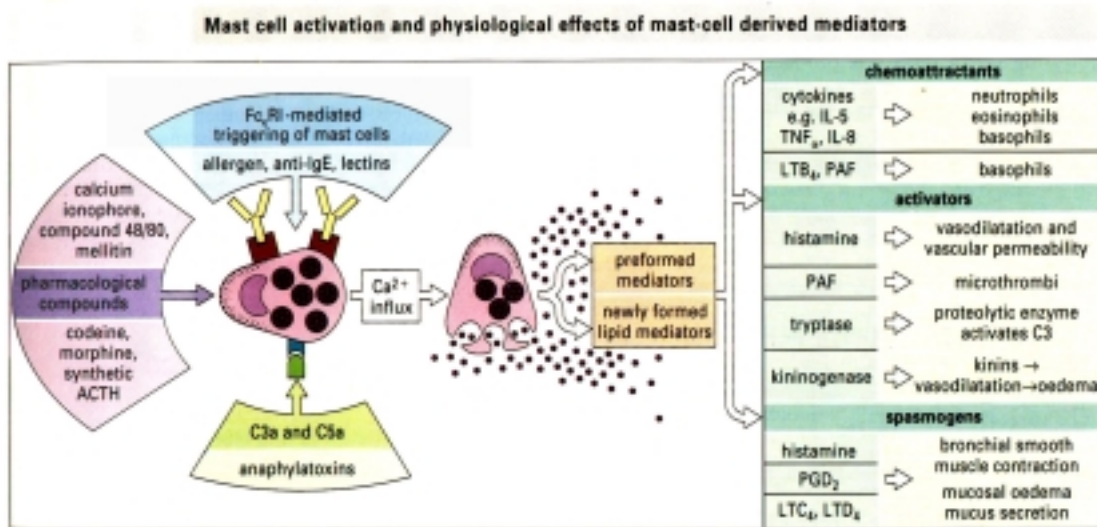 Mast cell activation and physiological effects of mast-cell derived mediators
FcεRI-mediated
triggering of mast cells
allergen, anti-IgE, lectins
calcium
ionophore,
compound 48/80,
mellitin
pharmacological
compounds
codeine,
morphine,
synthetic
ACTH
C3a and C5a
anaphylatoxins
Ca²⁺
influx
preformed
mediators
newly formed
lipid mediators
chemoattractants
cytokines
e.g. IL-5
TNFα, IL-8
neutrophils
eosinophils
basophils
LTB₄, PAF
basophils
activators
histamine
vasodilatation and
vascular permeability
PAF
microthrombi
tryptase
proteolytic enzyme
activates C3
kininogenase
kinins →
vasodilatation→oedema
spasmogens
histamine
PGD₂
LTC₄, LTD₄
bronchial smooth
muscle contraction
mucosal oedema
mucus secretion